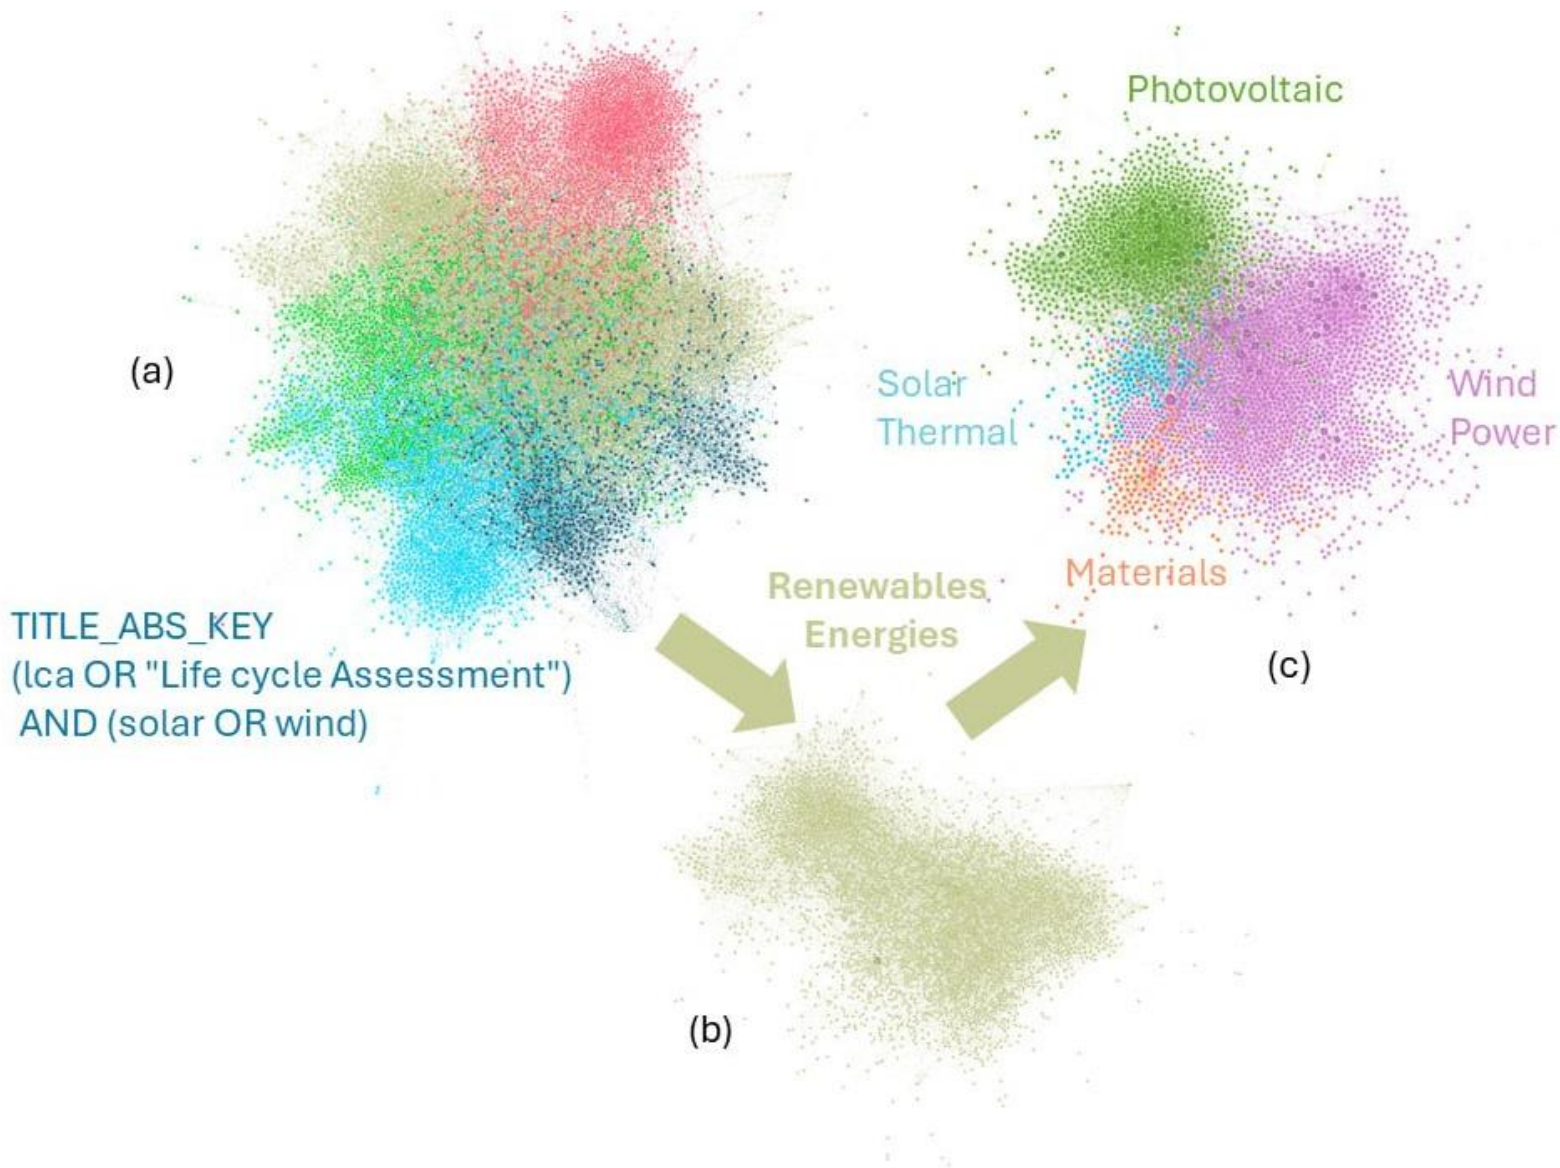 Photovoltaic
(a)
Solar
Thermal
Wind
Power
Materials
Renewables
Energies
TITLE_ABS_KEY
(lca OR "Life cycle Assessment")
AND (solar OR wind)
(c)
(b)